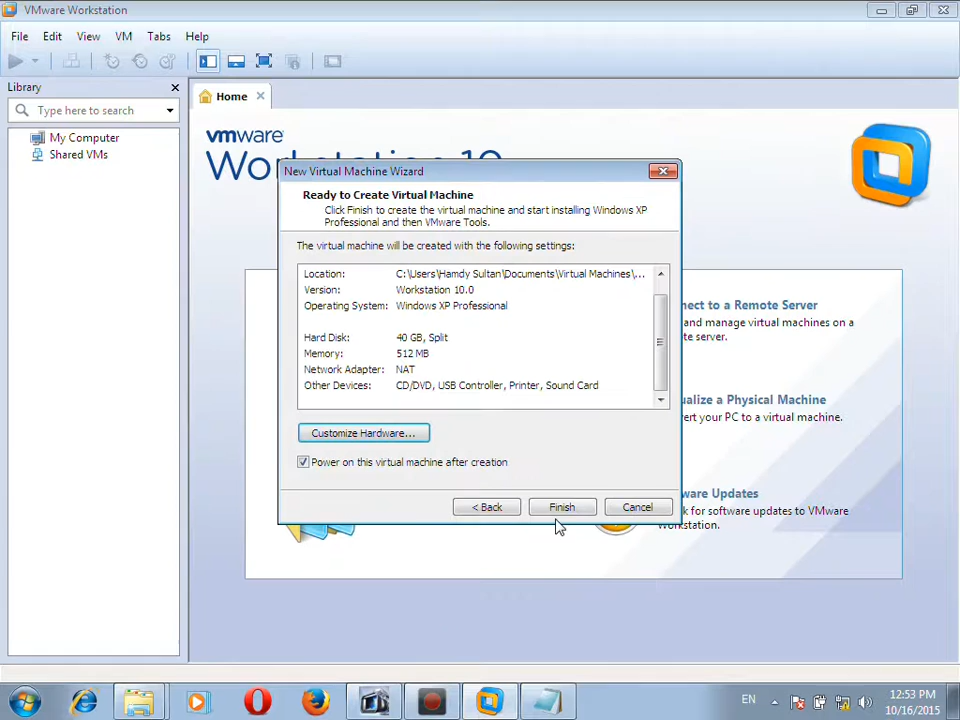 VMware Workstation
File Edit View VM Tabs Help
Library
Type here to search
My Computer
Shared VMs
Home
vmware
Workstation 10
New Virtual Machine Wizard
Ready to Create Virtual Machine
Click Finish to create the virtual machine and start installing Windows XP
Professional and then VMware Tools.
The virtual machine will be created with the following settings:
Location: C:\Users\Hamdy Sultan\Documents\Virtual Machines\...
Version: Workstation 10.0
Operating System: Windows XP Professional
Hard Disk: 40 GB, Split
Memory: 512 MB
Network Adapter: NAT
Other Devices: CD/DVD, USB Controller, Printer, Sound Card
Customize Hardware...
Power on this virtual machine after creation
< Back Finish Cancel
nect to a Remote Server
and manage virtual machines on a
te server.
ualize a Physical Machine
ert your PC to a virtual machine.
ware Updates
k for software updates to VMware
Workstation.
EN
12:53 PM
10/16/2015